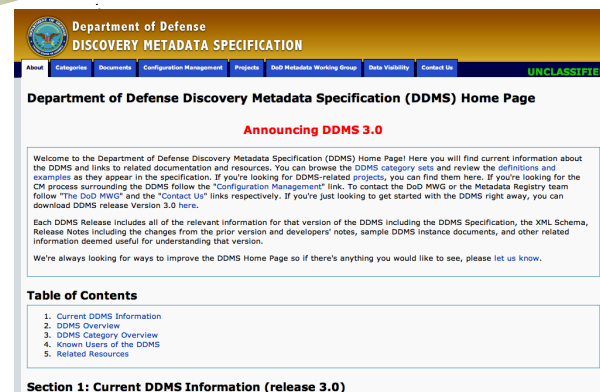 Department of Defense
DISCOVERY METADATA SPECIFICATION
About Categories Documents Configuration Management Projects DoD Metadata Working Group Data Visibility Contact Us
UNCLASSIFIE
Department of Defense Discovery Metadata Specification (DDMS) Home Page
Announcing DDMS 3.0
Welcome to the Department of Defense Discovery Metadata Specification (DDMS) Home Page! Here you will find current information about
the DDMS and links to related documentation and resources. You can browse the DDMS category sets and review the definitions and
examples as they appear in the specification. If you're looking for DDMS-related projects, you can find them here. If you're looking for the
CM process surrounding the DDMS follow the "Configuration Management" link. To contact the DoD MWG or the Metadata Registry team
follow "The DoD MWG" and the "Contact Us" links respectively. If you're just looking to get started with the DDMS right away, you can
download DDMS release Version 3.0 here.
Each DDMS Release includes all of the relevant information for that version of the DDMS including the DDMS Specification, the XML Schema,
Release Notes including the changes from the prior version and developers' notes, sample DDMS instance documents, and other related
information deemed useful for understanding that version.
We're always looking for ways to improve the DDMS Home Page so if there's anything you would like to see, please let us know.
Table of Contents
1. Current DDMS Information
2. DDMS Overview
3. DDMS Category Overview
4. Known Users of the DDMS
5. Related Resources
Section 1: Current DDMS Information (release 3.0)